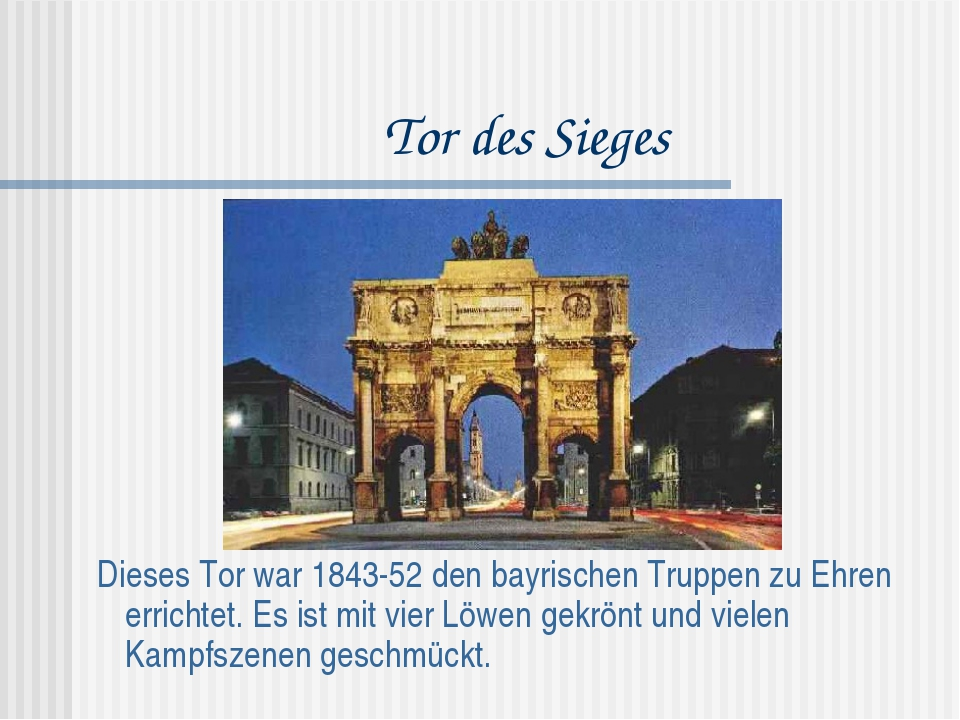 Tor des Sieges
Dieses Tor war 1843-52 den bayrischen Truppen zu Ehren
errichtet. Es ist mit vier Löwen gekrönt und vielen
Kampfszenen geschmückt.